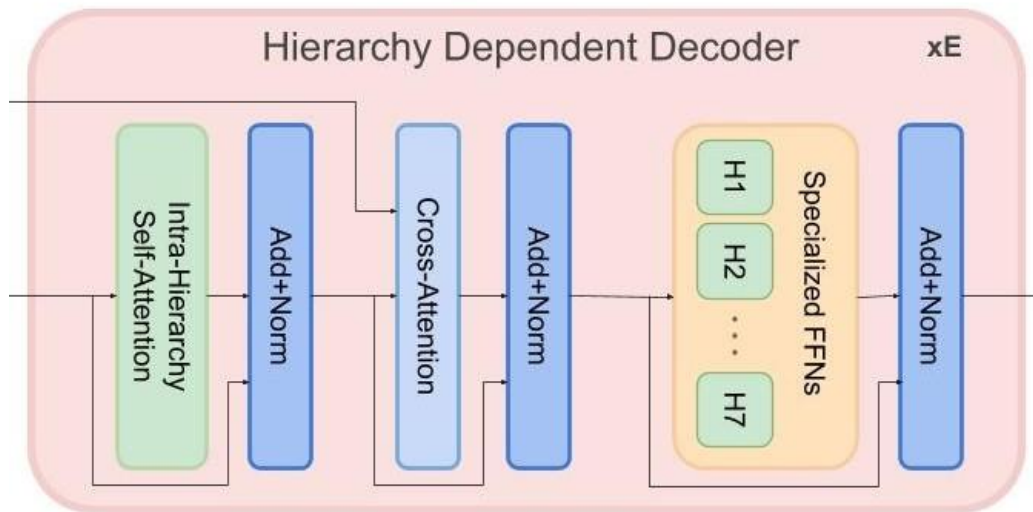 Hierarchy Dependent Decoder
xE
Intra-Hierarchy
Self-Attention
Add+Norm
Cross-Attention
Add+Norm
H1
H2
. . .
H7
Specialized FFNs
Add+Norm